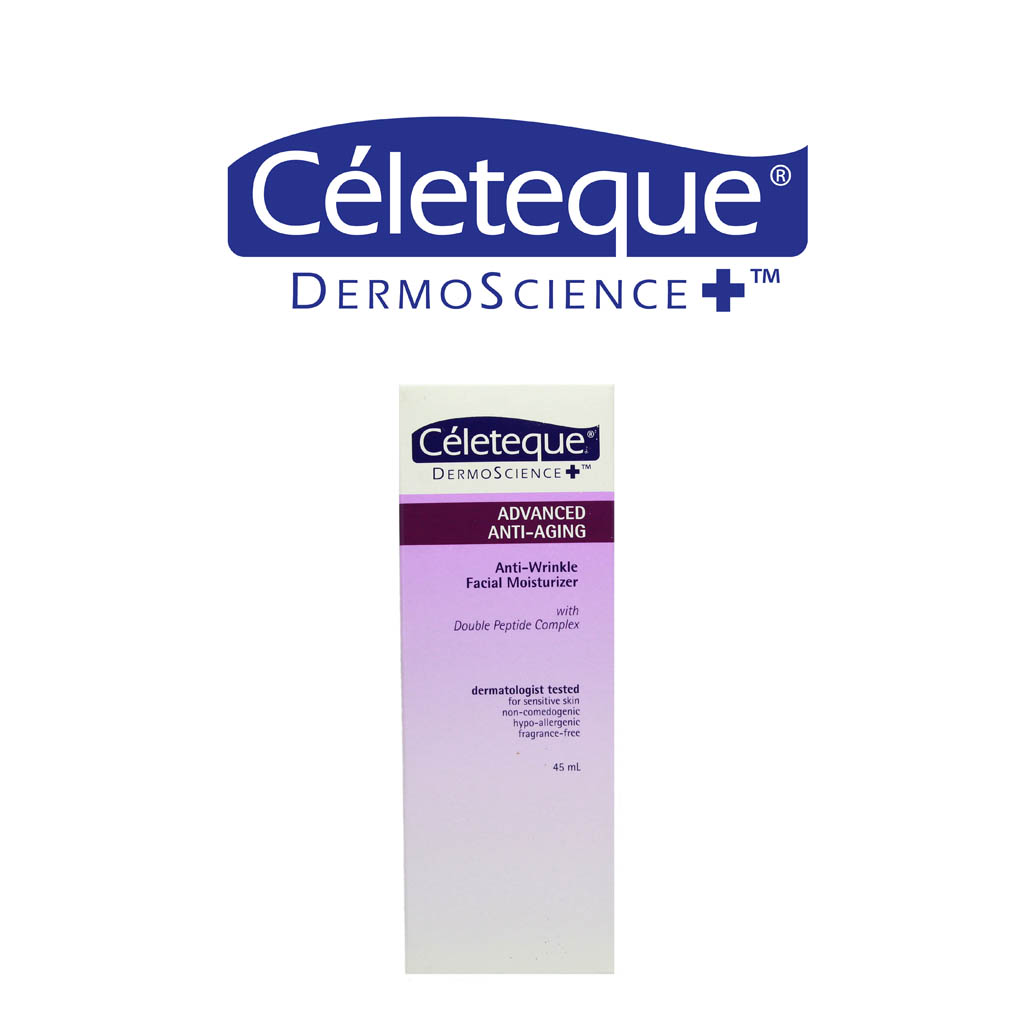 Céleteque®
DERMOSCIENCE+™
Céleteque®
DERMOSCIENCE+™
ADVANCED
ANTI-AGING
Anti-Wrinkle
Facial Moisturizer
with
Double Peptide Complex
dermatologist tested
for sensitive skin
non-comedogenic
hypo-allergenic
fragrance-free
45 mL